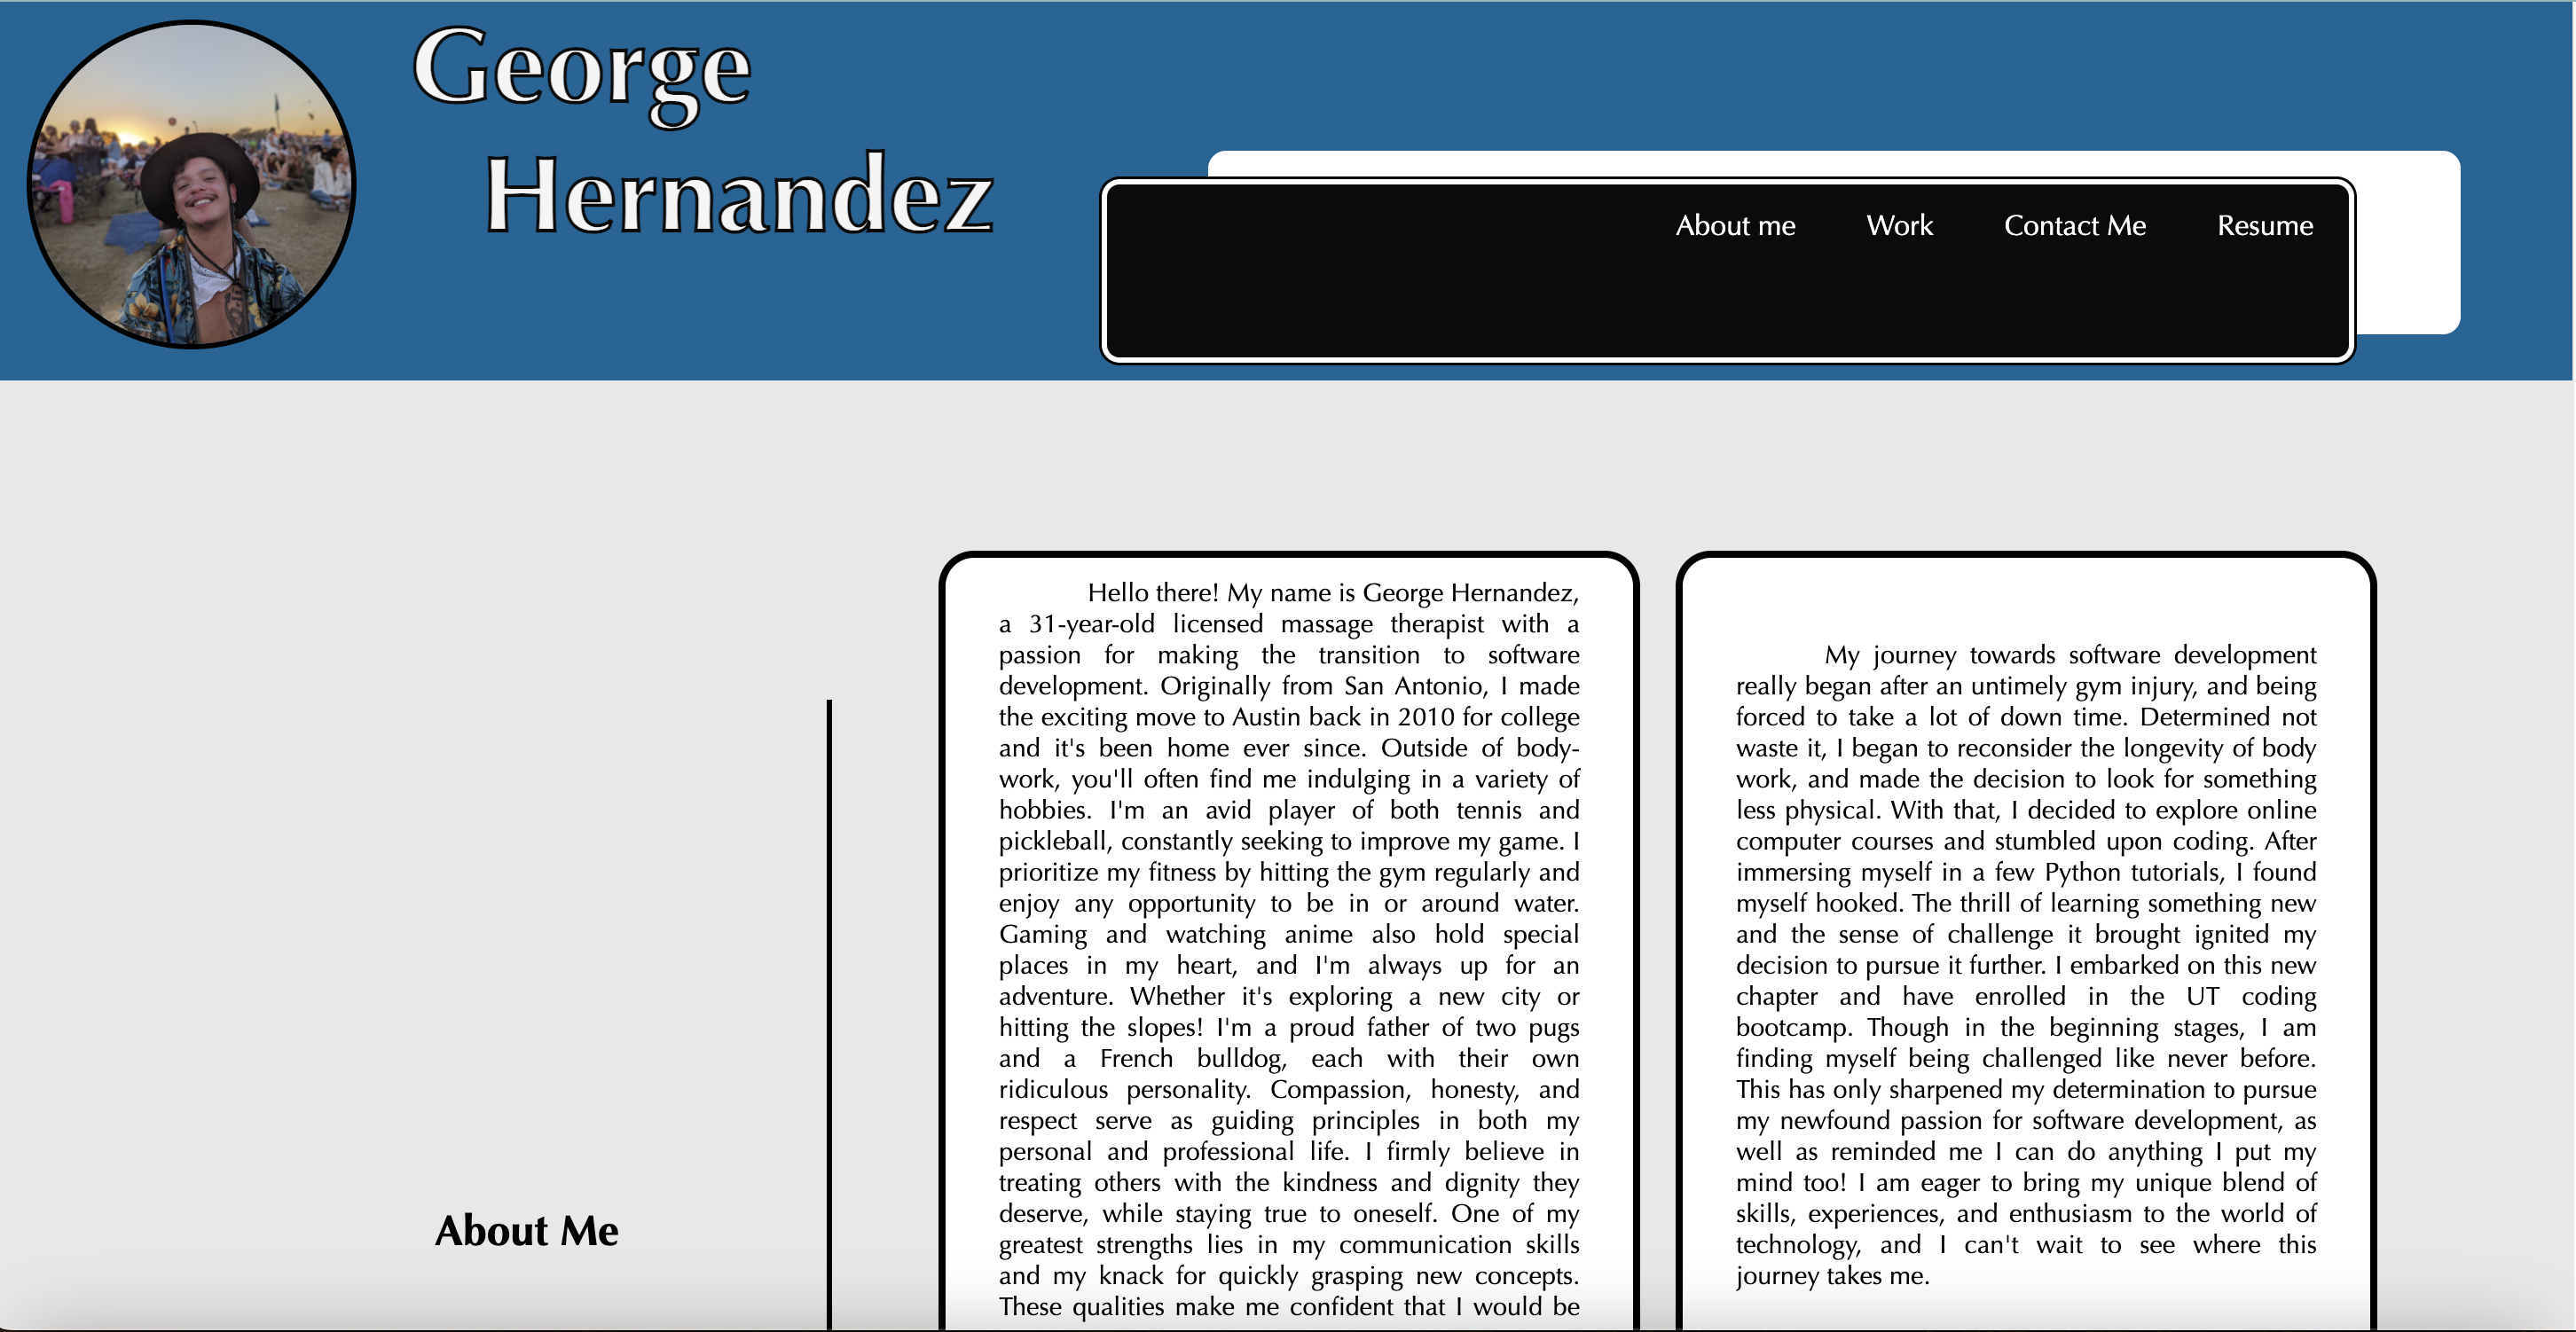 George
Hernandez
About me Work Contact Me Resume
About Me
Hello there! My name is George Hernandez,
a 31-year-old licensed massage therapist with a
passion for making the transition to software
development. Originally from San Antonio, I made
the exciting move to Austin back in 2010 for college
and it's been home ever since. Outside of body-
work, you'll often find me indulging in a variety of
hobbies. I'm an avid player of both tennis and
pickleball, constantly seeking to improve my game. I
prioritize my fitness by hitting the gym regularly and
enjoy any opportunity to be in or around water.
Gaming and watching anime also hold special
places in my heart, and I'm always up for an
adventure. Whether it's exploring a new city or
hitting the slopes! I'm a proud father of two pugs
and a French bulldog, each with their own
ridiculous personality. Compassion, honesty, and
respect serve as guiding principles in both my
personal and professional life. I firmly believe in
treating others with the kindness and dignity they
deserve, while staying true to oneself. One of my
greatest strengths lies in my communication skills
and my knack for quickly grasping new concepts.
These qualities make me confident that I would be
My journey towards software development
really began after an untimely gym injury, and being
forced to take a lot of down time. Determined not
waste it, I began to reconsider the longevity of body
work, and made the decision to look for something
less physical. With that, I decided to explore online
computer courses and stumbled upon coding. After
immersing myself in a few Python tutorials, I found
myself hooked. The thrill of learning something new
and the sense of challenge it brought ignited my
decision to pursue it further. I embarked on this new
chapter and have enrolled in the UT coding
bootcamp. Though in the beginning stages, I am
finding myself being challenged like never before.
This has only sharpened my determination to pursue
my newfound passion for software development, as
well as reminded me I can do anything I put my
mind too! I am eager to bring my unique blend of
skills, experiences, and enthusiasm to the world of
technology, and I can't wait to see where this
journey takes me.